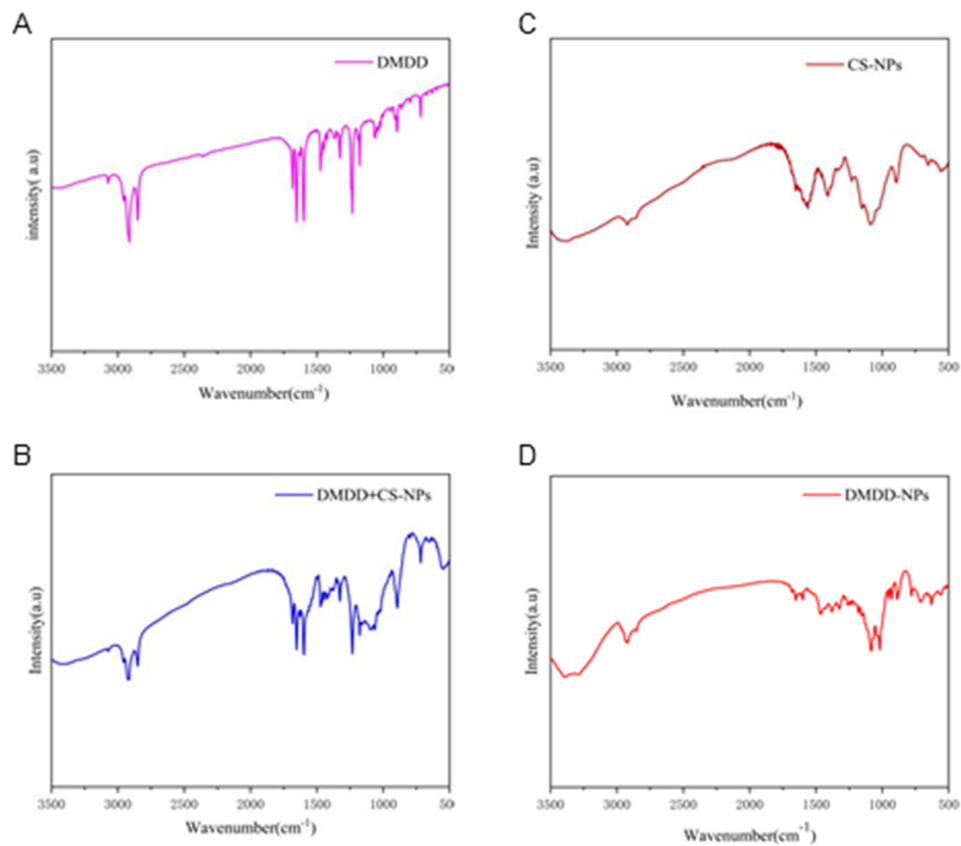 A
DMDD
intensity( a.u)
3500 3000 2500 2000 1500 1000 50
Wavenumber(cm⁻¹)
C
CS-NPs
Intensity (a.u)
3500 3000 2500 2000 1500 1000 500
Wavenumber(cm⁻¹)
B
DMDD+CS-NPs
Intensity(a.u)
3500 3000 2500 2000 1500 1000 50
Wavenumber(cm⁻¹)
D
DMDD-NPs
Intensity(a.u)
3500 3000 2500 2000 1500 1000 500
Wavenumber(cm⁻¹)